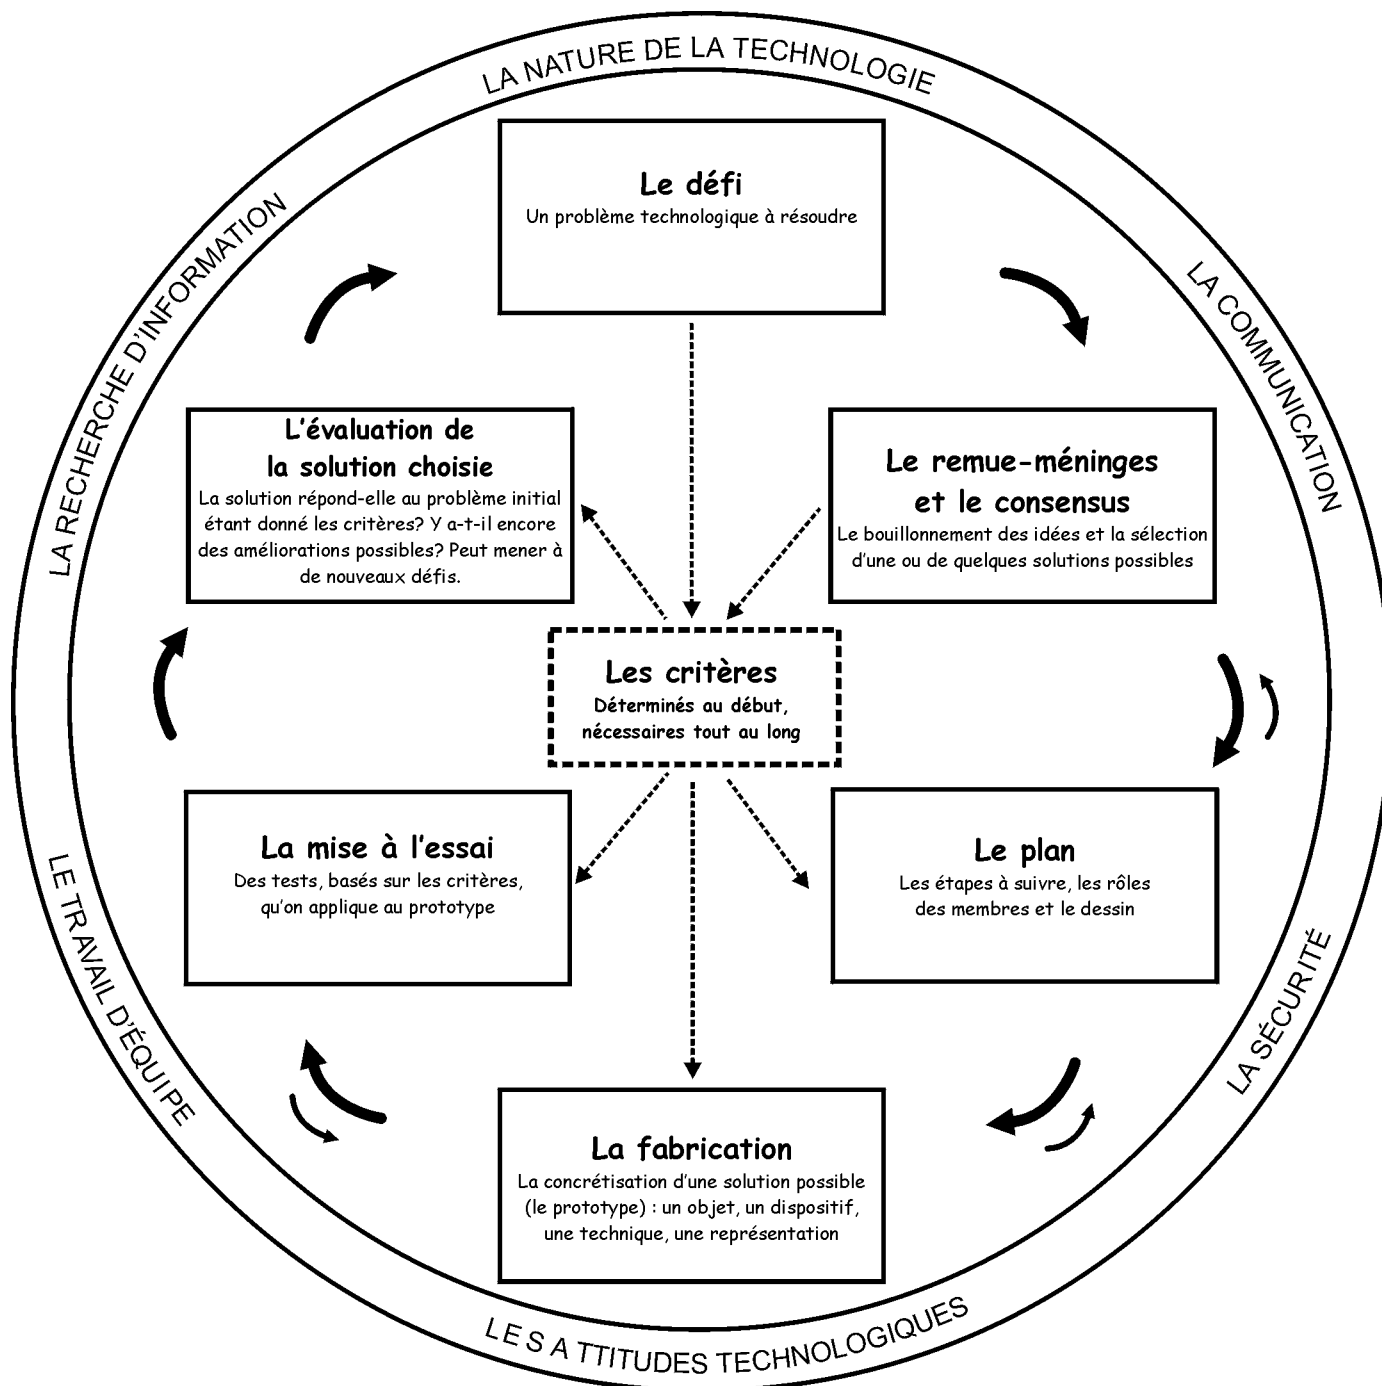 LA NATURE DE LA TECHNOLOGIE
LA COMMUNICATION
LA SÉCURITÉ
LES ATTITUDES TECHNOLOGIQUES
LE TRAVAIL D'ÉQUIPE
LA RECHERCHE D'INFORMATION
Le défi
Un problème technologique à résoudre
Le remue-méninges
et le consensus
Le bouillonnement des idées et la sélection
d'une ou de quelques solutions possibles
Le plan
Les étapes à suivre, les rôles
des membres et le dessin
La fabrication
La concrétisation d'une solution possible
(le prototype) : un objet, un dispositif,
une technique, une représentation
La mise à l'essai
Des tests, basés sur les critères,
qu'on applique au prototype
L'évaluation de
la solution choisie
La solution répond-elle au problème initial
étant donné les critères? Y a-t-il encore
des améliorations possibles? Peut mener à
de nouveaux défis.
Les critères
Déterminés au début,
nécessaires tout au long